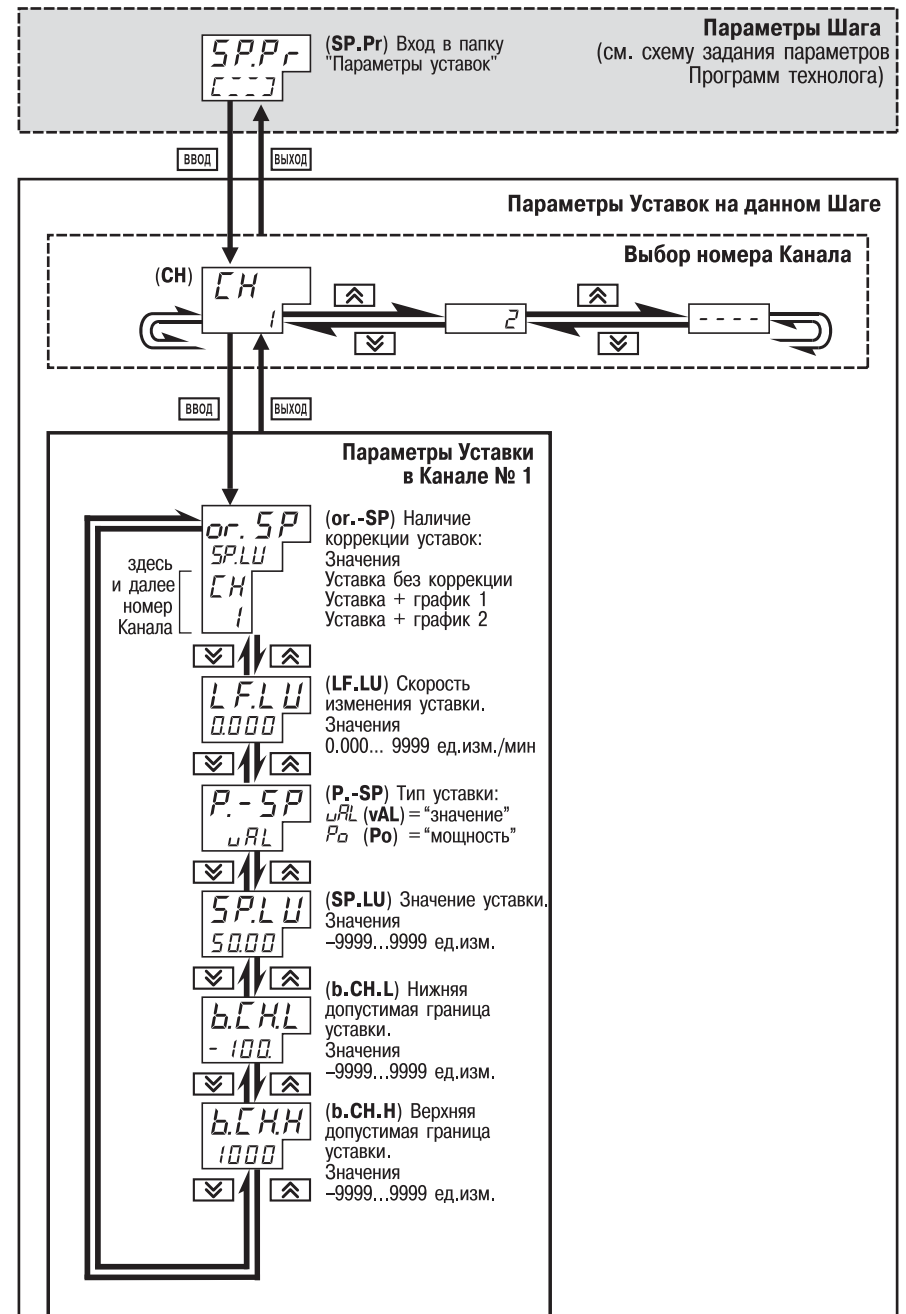 Параметры Шага
(см. схему задания параметров
Программ технолога)
SP.Pr
[---]
(SP.Pr) Вход в папку
"Параметры уставок"
ввод
выход
Параметры Уставок на данном Шаге
Выбор номера Канала
(CH)
CH
1
2
- - - -
ввод
выход
Параметры Уставки
в Канале № 1
or. SP
SP.LU
CH
1
здесь
и далее
номер
Канала
(or.-SP) Наличие
коррекции уставок:
Значения
Уставка без коррекции
Уставка + график 1
Уставка + график 2
LF.LU
0.000
(LF.LU) Скорость
изменения уставки.
Значения
0.000... 9999 ед.изм./мин
P.-SP
vAL
(P.-SP) Тип уставки:
vAL (vAL) = “значение”
Po (Po) = “мощность”
SP.LU
50.00
(SP.LU) Значение уставки.
Значения
–9999...9999 ед.изм.
b.CH.L
- 100.
(b.CH.L) Нижняя
допустимая граница
уставки.
Значения
–9999...9999 ед.изм.
b.CH.H
1000
(b.CH.H) Верхняя
допустимая граница
уставки.
Значения
–9999...9999 ед.изм.